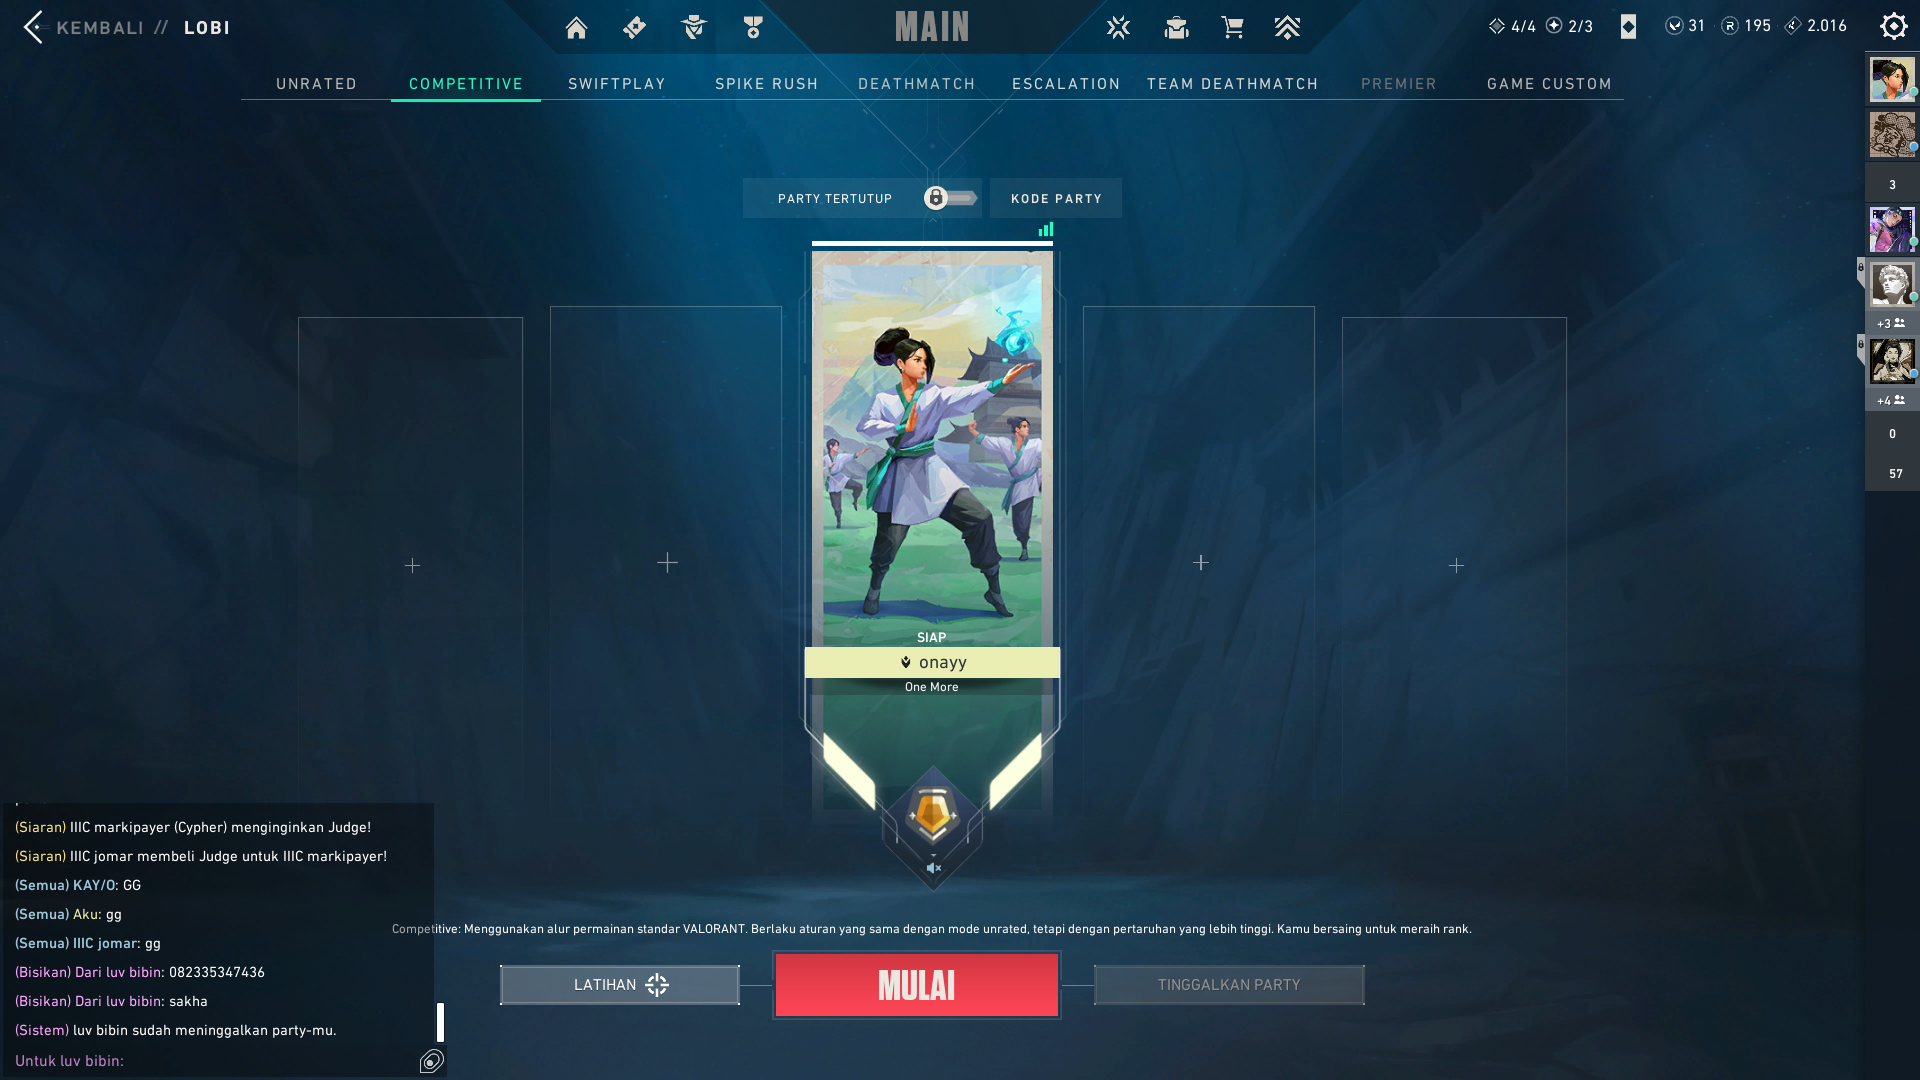 KEMBALI // LOBI
MAIN
4/4 2/3 31 195 2.016
UNRATED COMPETITIVE SWIFTPLAY SPIKE RUSH DEATHMATCH ESCALATION TEAM DEATHMATCH PREMIER GAME CUSTOM
PARTY TERTUTUP
KODE PARTY
3
+3
+4
0
57
SIAP
onayy
One More
(Siaran) IIIC markipayer (Cypher) menginginkan Judge!
(Siaran) IIIC jomar membeli Judge untuk IIIC markipayer!
(Semua) KAY/O: GG
(Semua) Aku: gg
(Semua) IIIC jomar: gg
(Bisikan) Dari luv bibin: 082335347436
(Bisikan) Dari luv bibin: sakha
(Sistem) luv bibin sudah meninggalkan party-mu.
Untuk luv bibin:
Competitive: Menggunakan alur permainan standar VALORANT. Berlaku aturan yang sama dengan mode unrated, tetapi dengan pertaruhan yang lebih tinggi. Kamu bersaing untuk meraih rank.
LATIHAN
MULAI
TINGGALKAN PARTY